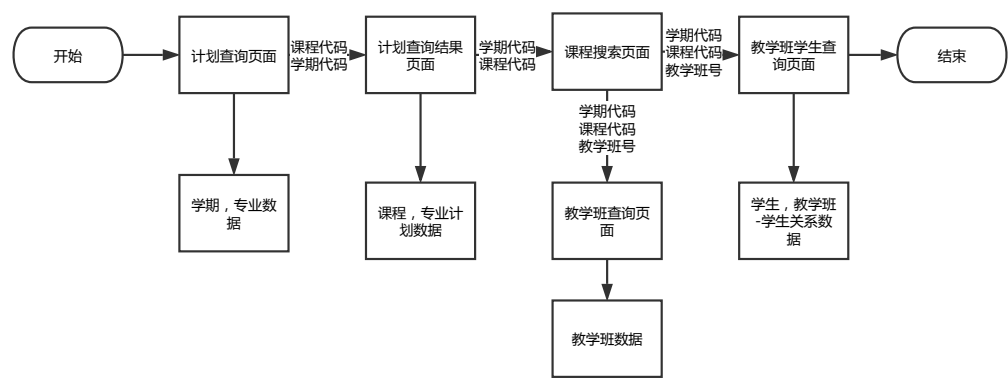 开始
计划查询页面
课程代码
学期代码
计划查询结果
页面
学期代码
课程代码
课程搜索页面
学期代码
课程代码
教学班号
教学班学生查
询页面
结束
学期代码
课程代码
教学班号
学期，专业数
据
课程，专业计
划数据
教学班查询页
面
学生，教学班
-学生关系数
据
教学班数据